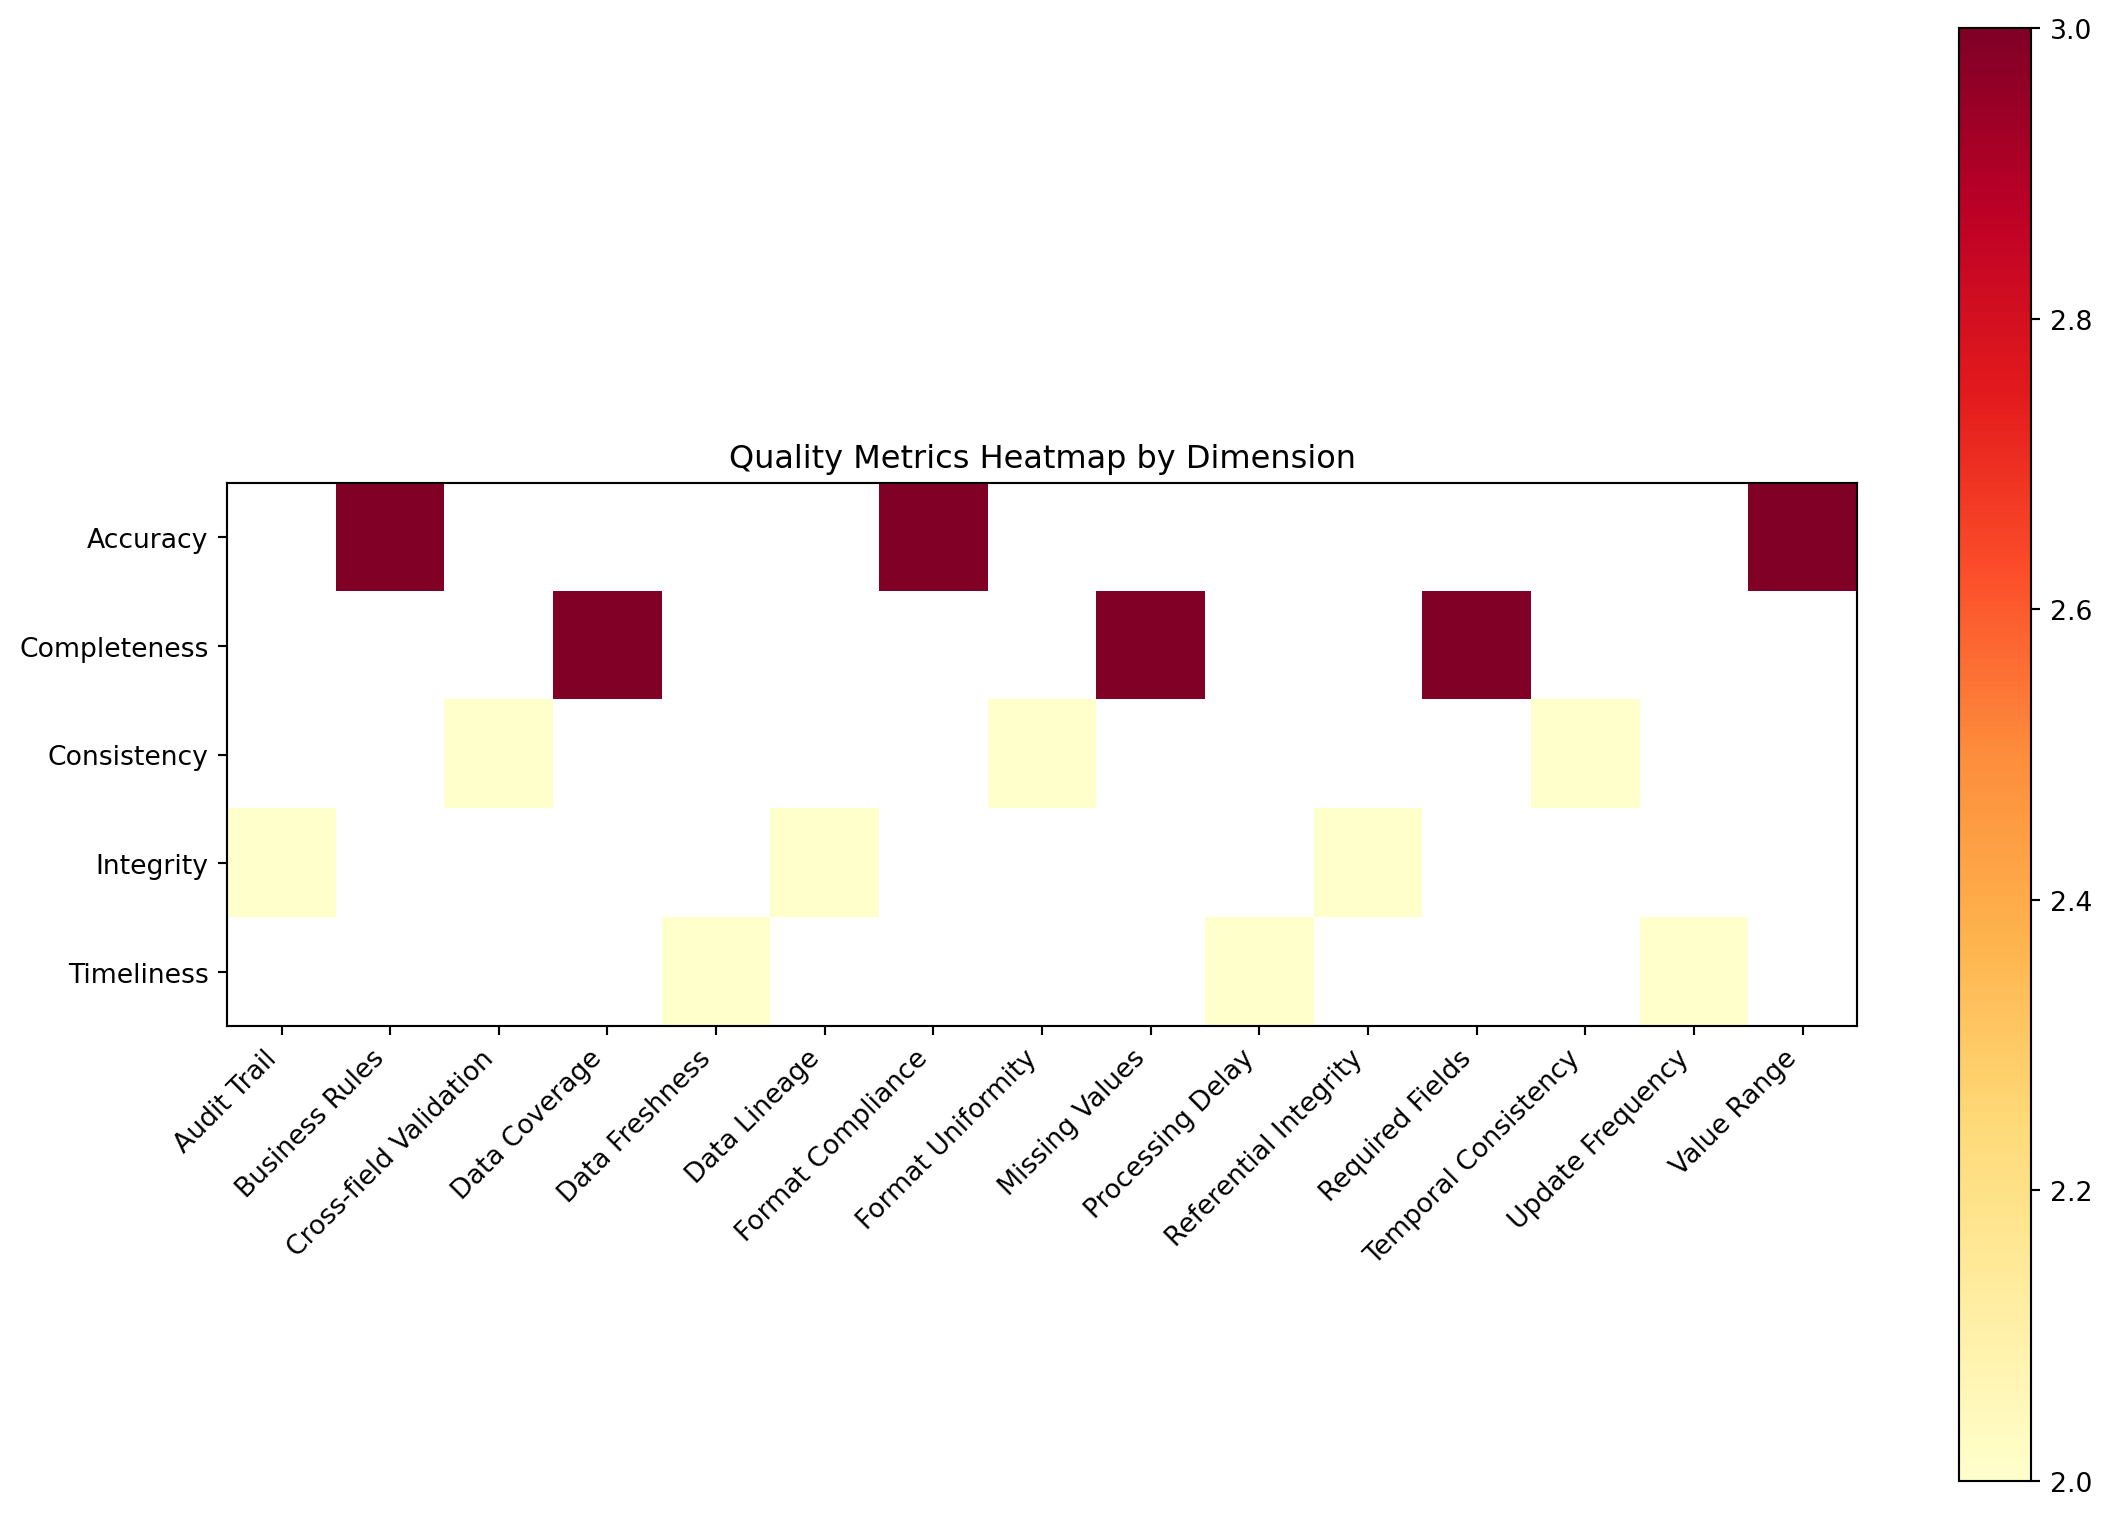 Quality Metrics Heatmap by Dimension
Accuracy
Completeness
Consistency
Integrity
Timeliness
Audit Trail
Business Rules
Cross-field Validation
Data Coverage
Data Freshness
Data Lineage
Format Compliance
Format Uniformity
Missing Values
Processing Delay
Referential Integrity
Required Fields
Temporal Consistency
Update Frequency
Value Range
3.0
2.8
2.6
2.4
2.2
2.0